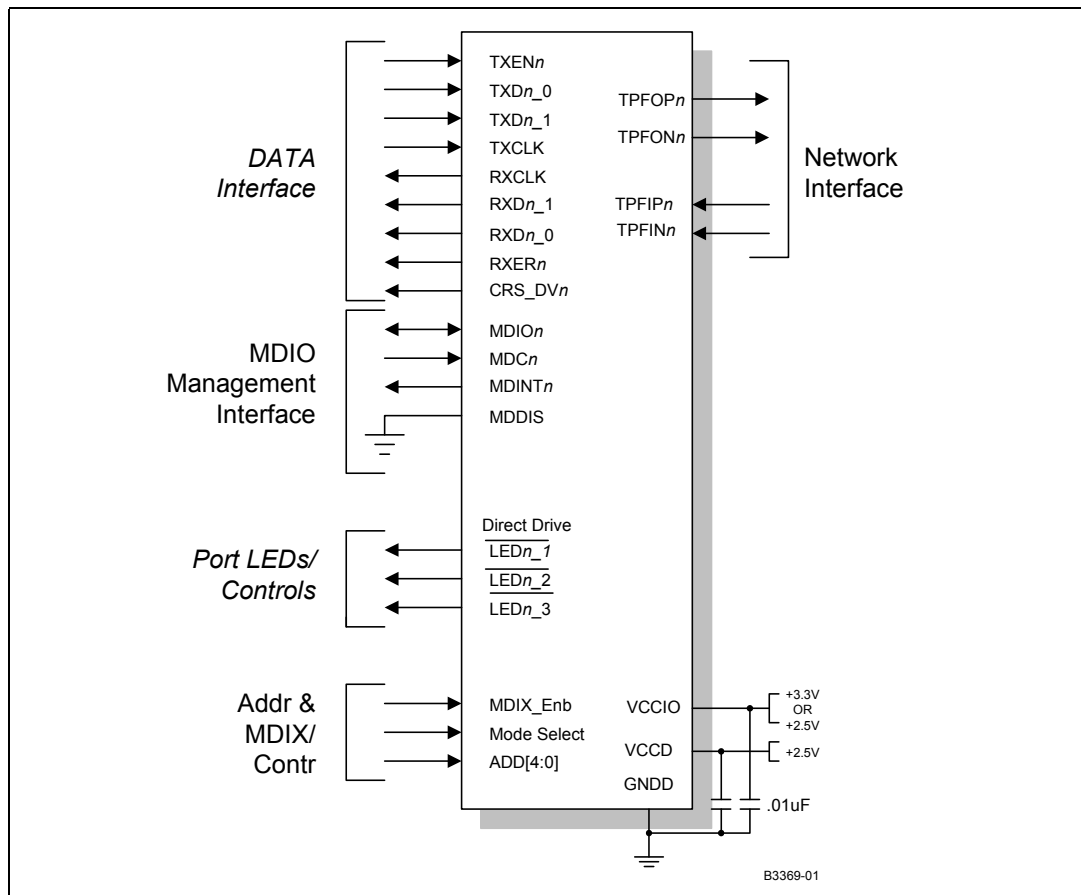 DATA
Interface
TXENn
TXDn_0
TXDn_1
TXCLK
RXCLK
RXDn_1
RXDn_0
RXERn
CRS_DVn
TPFOPn
TPFONn
TPFIPn
TPFINn
Network
Interface
MDIO
Management
Interface
MDIOn
MDCn
MDINTn
MDDIS
Port LEDs/
Controls
Direct Drive
LEDn_1
LEDn_2
LEDn_3
Addr &
MDIX/
Contr
MDIX_Enb
Mode Select
ADD[4:0]
VCCIO
VCCD
GNDD
+3.3V
OR
+2.5V
+2.5V
.01uF
B3369-01